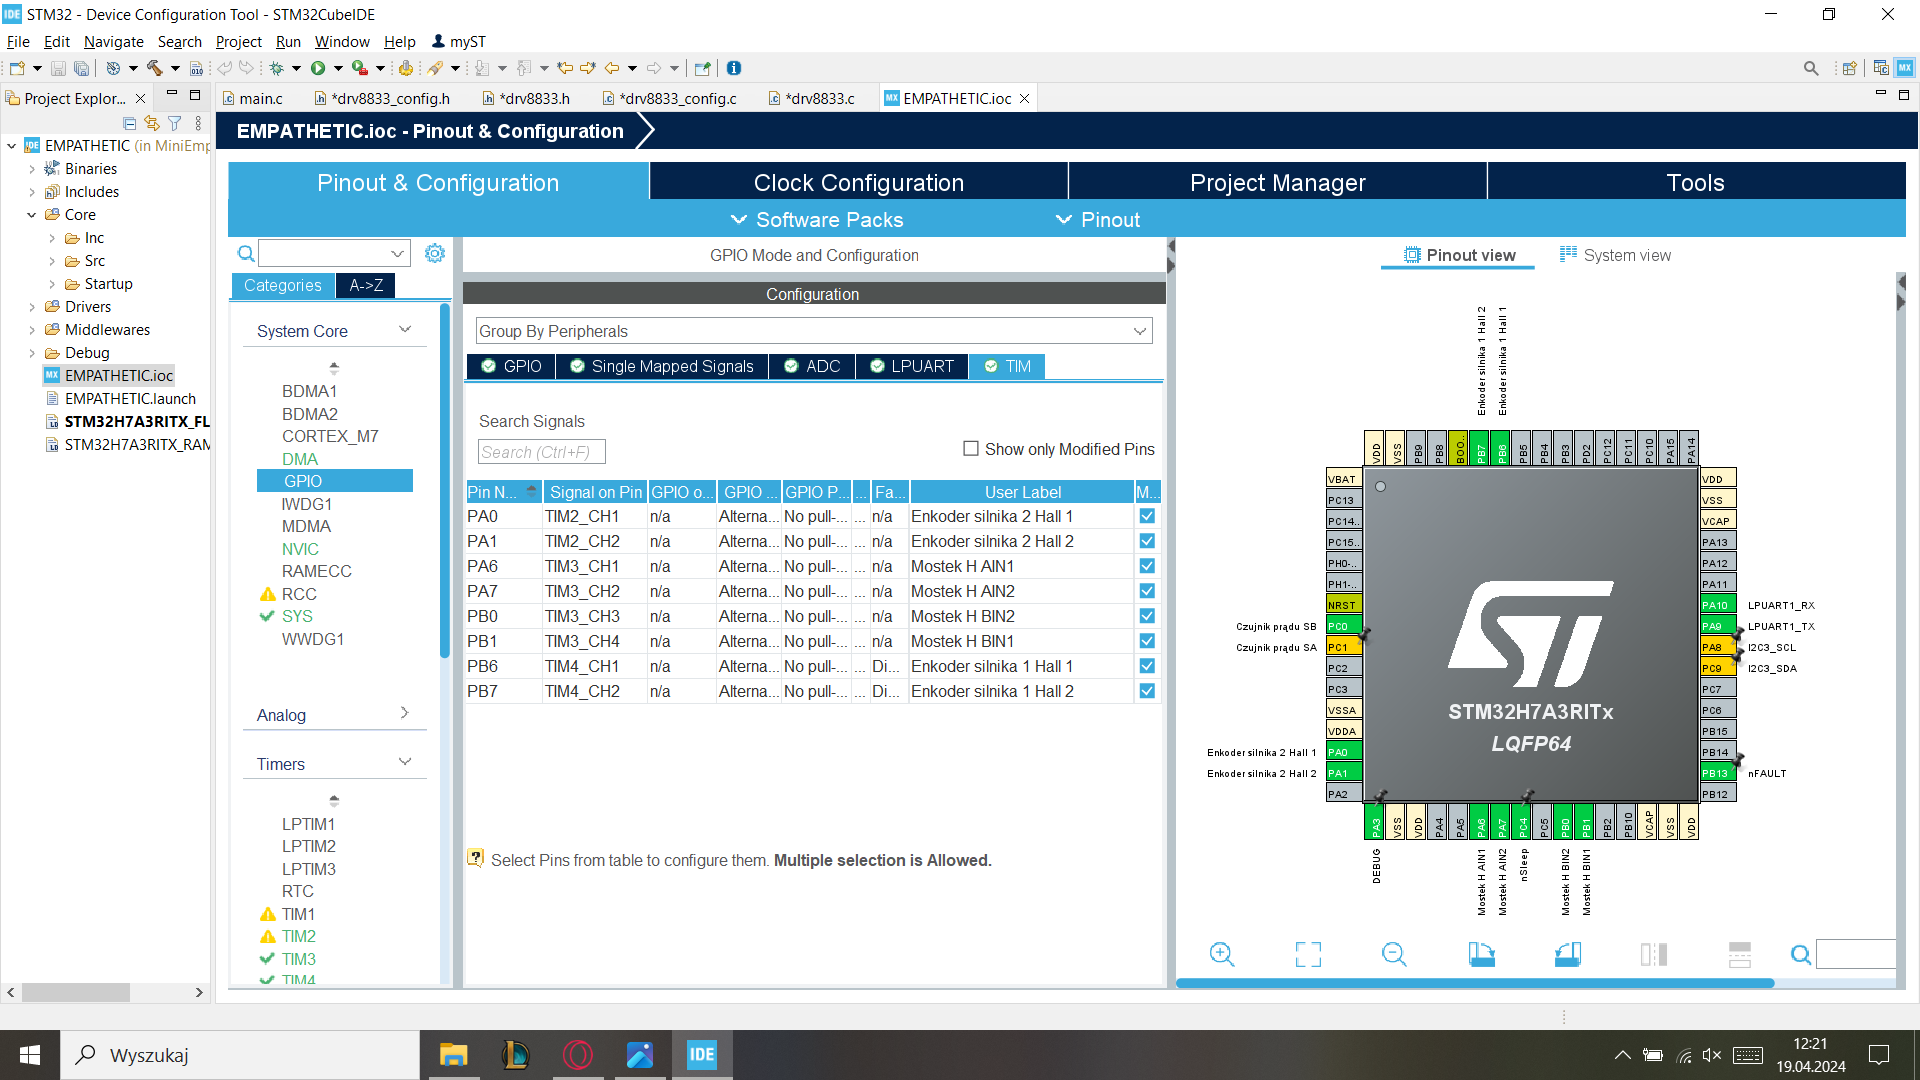 IDE STM32 - Device Configuration Tool - STM32CubeIDE
File Edit Navigate Search Project Run Window Help myST
Project Explor...
main.c
*drv8833_config.h
*drv8833.h
*drv8833_config.c
*drv8833.c
MX EMPATHETIC.ioc
EMPATHETIC.ioc - Pinout & Configuration
IDE EMPATHETIC (in MiniEmp
Binaries
Includes
Core
Inc
Src
Startup
Drivers
Middlewares
Debug
MX EMPATHETIC.ioc
EMPATHETIC.launch
STM32H7A3RITX_FL
STM32H7A3RITX_RAM
Pinout & Configuration
Clock Configuration
Project Manager
Tools
Software Packs
Pinout
Categories
A->Z
System Core
BDMA1
BDMA2
CORTEX_M7
DMA
GPIO
IWDG1
MDMA
NVIC
RAMECC
RCC
SYS
WWDG1
Analog
Timers
LPTIM1
LPTIM2
LPTIM3
RTC
TIM1
TIM2
TIM3
TIM4
GPIO Mode and Configuration
Configuration
Group By Peripherals
GPIO
Single Mapped Signals
ADC
LPUART
TIM
Search Signals
Search (Ctrl+F)
Show only Modified Pins
Pin N... Signal on Pin GPIO o... GPIO ... GPIO P... ... Fa... User Label M...
PA0 TIM2_CH1 n/a Alterna... No pull-... ... n/a Enkoder silnika 2 Hall 1
PA1 TIM2_CH2 n/a Alterna... No pull-... ... n/a Enkoder silnika 2 Hall 2
PA6 TIM3_CH1 n/a Alterna... No pull-... ... n/a Mostek H AIN1
PA7 TIM3_CH2 n/a Alterna... No pull-... ... n/a Mostek H AIN2
PB0 TIM3_CH3 n/a Alterna... No pull-... ... n/a Mostek H BIN2
PB1 TIM3_CH4 n/a Alterna... No pull-... ... n/a Mostek H BIN1
PB6 TIM4_CH1 n/a Alterna... No pull-... ... Di... Enkoder silnika 1 Hall 1
PB7 TIM4_CH2 n/a Alterna... No pull-... ... Di... Enkoder silnika 1 Hall 2
Select Pins from table to configure them. Multiple selection is Allowed.
Pinout view
System view
Enkoder silnika 1 Hall 2
Enkoder silnika 1 Hall 1
VDD VSS PB9 PB8 BOO.. PB7 PB6 PB5 PB4 PB3 PD2 PC12 PC11 PC10 PA15 PA14
VBAT
PC13
PC14..
PC15..
PH0-..
PH1-..
NRST
Czujnik prądu SB PC0
Czujnik prądu SA PC1
PC2
PC3
VSSA
VDDA
Enkoder silnika 2 Hall 1 PA0
Enkoder silnika 2 Hall 2 PA1
PA2
STM32H7A3RITx
LQFP64
VDD
VSS
VCAP
PA13
PA12
PA11
PA10 LPUART1_RX
PA9 LPUART1_TX
PA8 I2C3_SCL
PC9 I2C3_SDA
PC7
PC6
PB15
PB14
PB13 nFAULT
PB12
PA3 VSS VDD PA4 PA5 PA6 PA7 PC4 PC5 PB0 PB1 PB2 PB10 VCAP VSS VDD
DEBUG
Mostek H AIN1
Mostek H AIN2
nSleep
Mostek H BIN2
Mostek H BIN1
Wyszukaj
IDE
12:21
19.04.2024